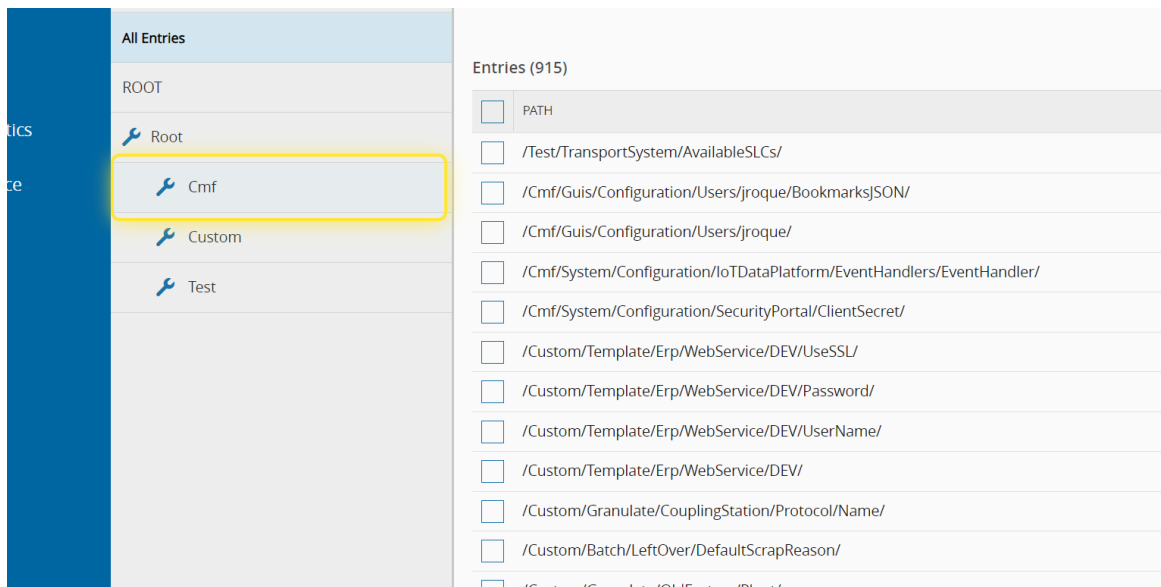 tics
ce
All Entries
ROOT
Root
Cmf
Custom
Test
Entries (915)
PATH
/Test/TransportSystem/AvailableSLCs/
/Cmf/Guis/Configuration/Users/jroque/BookmarksJSON/
/Cmf/Guis/Configuration/Users/jroque/
/Cmf/System/Configuration/IoTDataPlatform/EventHandlers/EventHandler/
/Cmf/System/Configuration/SecurityPortal/ClientSecret/
/Custom/Template/Erp/WebService/DEV/UseSSL/
/Custom/Template/Erp/WebService/DEV/Password/
/Custom/Template/Erp/WebService/DEV/UserName/
/Custom/Template/Erp/WebService/DEV/
/Custom/Granulate/CouplingStation/Protocol/Name/
/Custom/Batch/LeftOver/DefaultScrapReason/